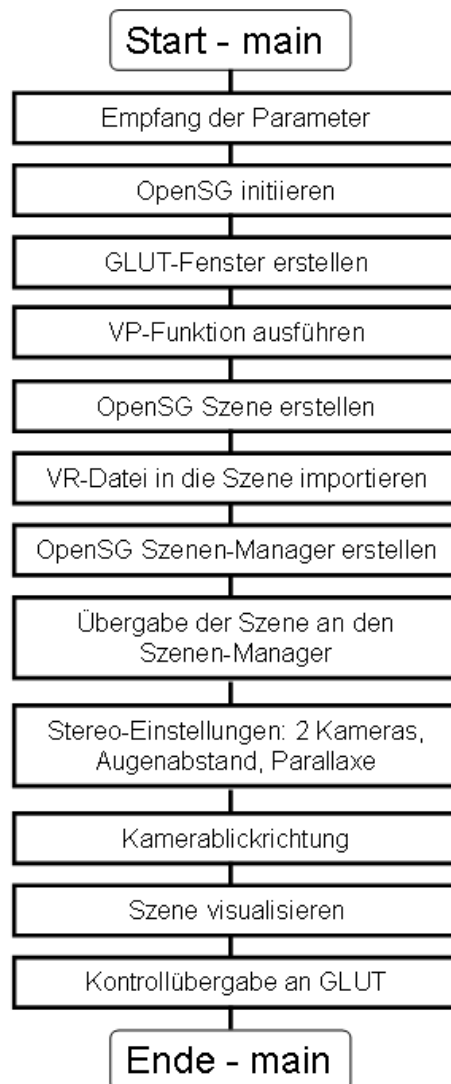 Start - main
Empfang der Parameter
OpenSG initiieren
GLUT-Fenster erstellen
VP-Funktion ausführen
OpenSG Szene erstellen
VR-Datei in die Szene importieren
OpenSG Szenen-Manager erstellen
Übergabe der Szene an den
Szenen-Manager
Stereo-Einstellungen: 2 Kameras,
Augenabstand, Parallaxe
Kamerablickrichtung
Szene visualisieren
Kontrollübergabe an GLUT
Ende - main